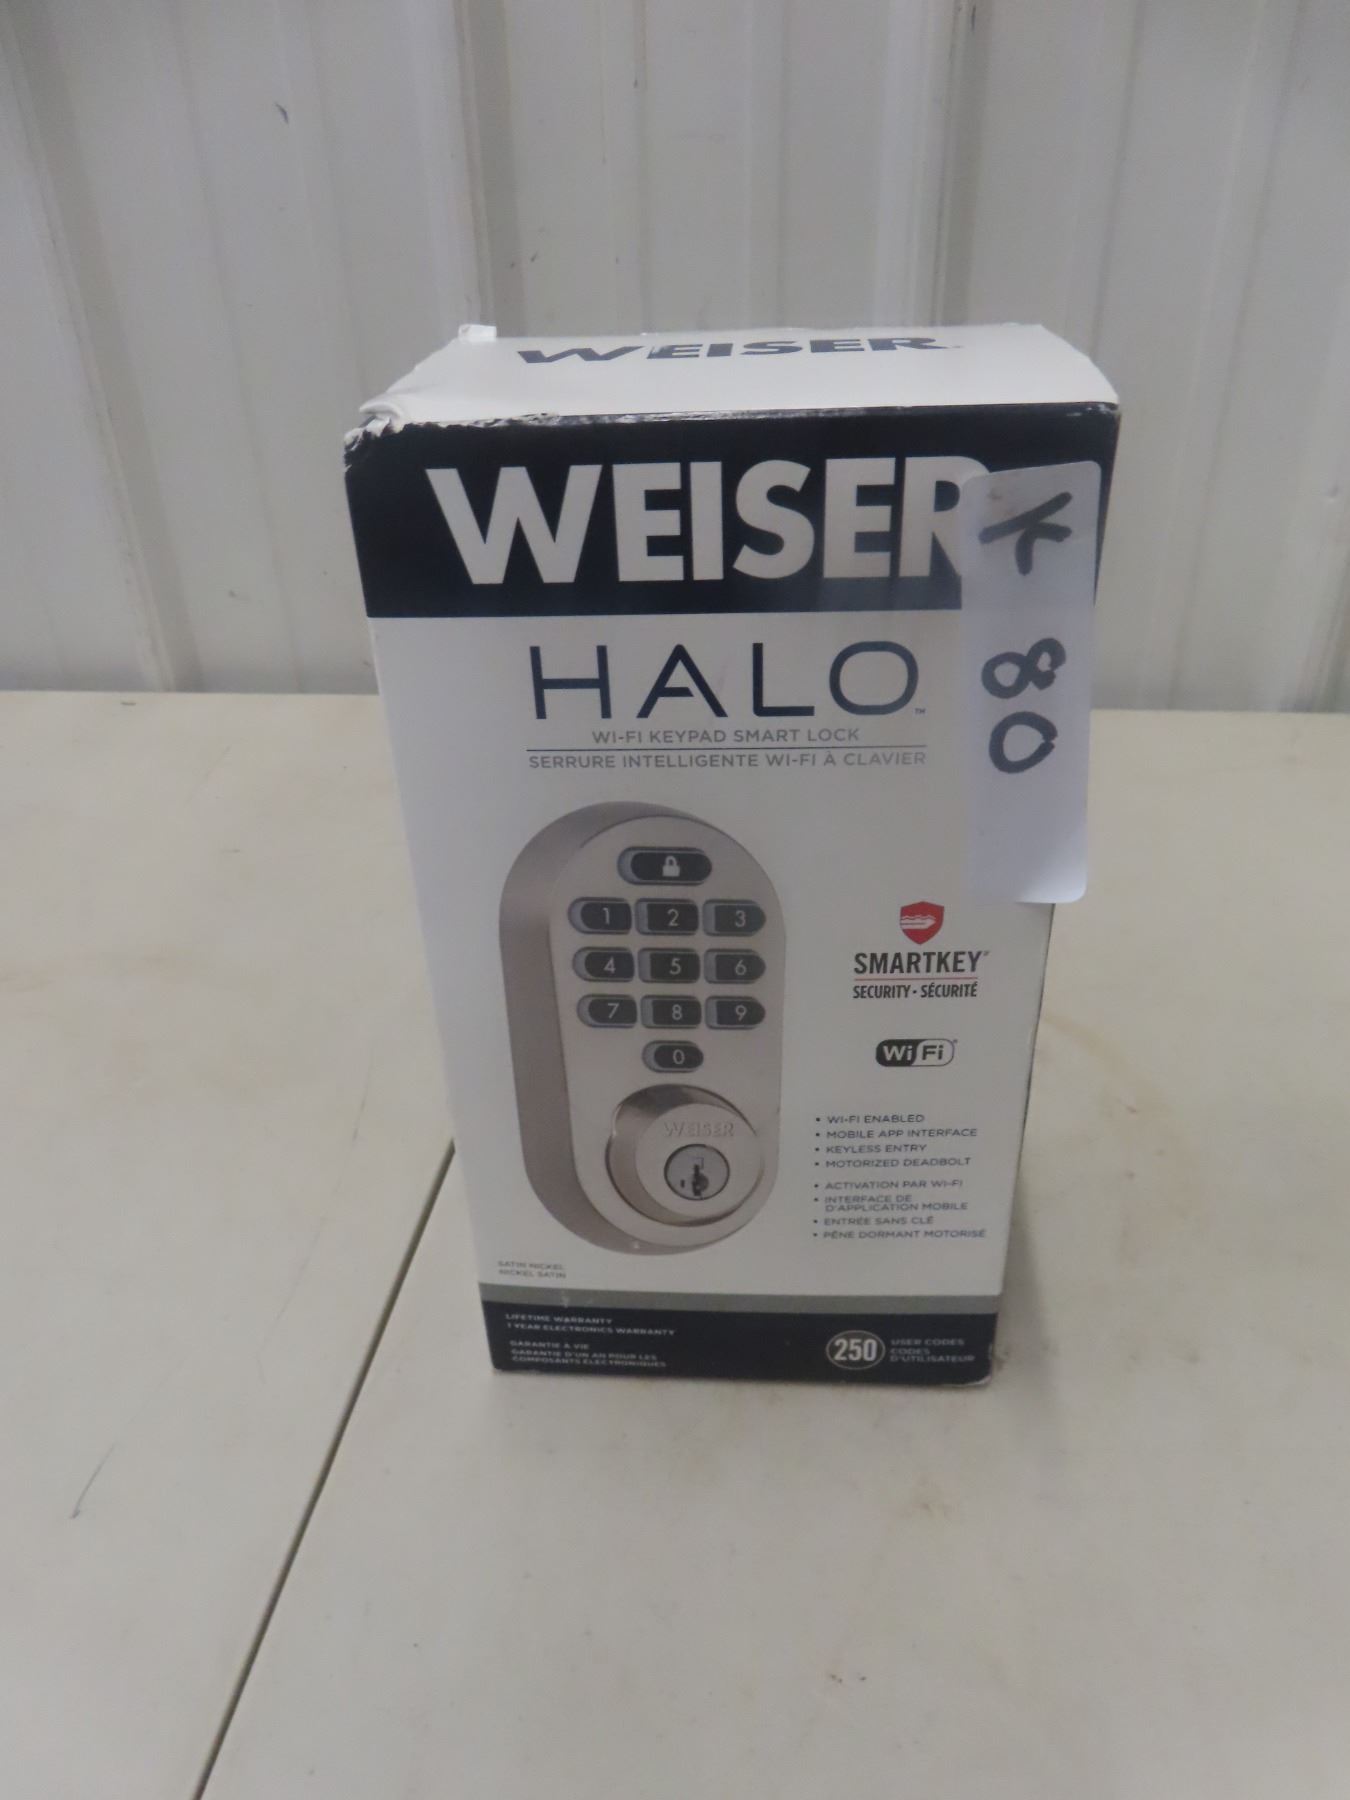 WEISER
WEISER
K
80
HALO™
WI-FI KEYPAD SMART LOCK
SERRURE INTELLIGENTE WI-FI À CLAVIER
1 2 3
4 5 6
7 8 9
0
WEISER
SMARTKEY
SECURITY • SÉCURITÉ
Wi Fi
• WI-FI ENABLED
• MOBILE APP INTERFACE
• KEYLESS ENTRY
• MOTORIZED DEADBOLT
• ACTIVATION PAR WI-FI
• INTERFACE DE
D'APPLICATION MOBILE
• ENTRÉE SANS CLÉ
• PÊNE DORMANT MOTORISÉ
SATIN NICKEL
NICKEL SATIN
LIFETIME WARRANTY
1 YEAR ELECTRONICS WARRANTY
GARANTIE À VIE
GARANTIE D'UN AN POUR LES
COMPOSANTS ÉLECTRONIQUES
250
USER CODES
CODES
D'UTILISATEUR